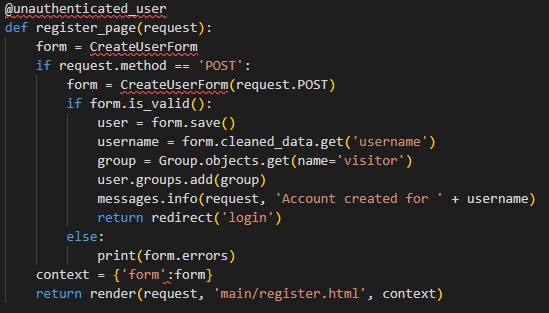 @unauthenticated_user
def register_page(request):
    form = CreateUserForm
    if request.method == 'POST':
        form = CreateUserForm(request.POST)
        if form.is_valid():
            user = form.save()
            username = form.cleaned_data.get('username')
            group = Group.objects.get(name='visitor')
            user.groups.add(group)
            messages.info(request, 'Account created for ' + username)
            return redirect('login')
        else:
            print(form.errors)
    context = {'form':form}
    return render(request, 'main/register.html', context)